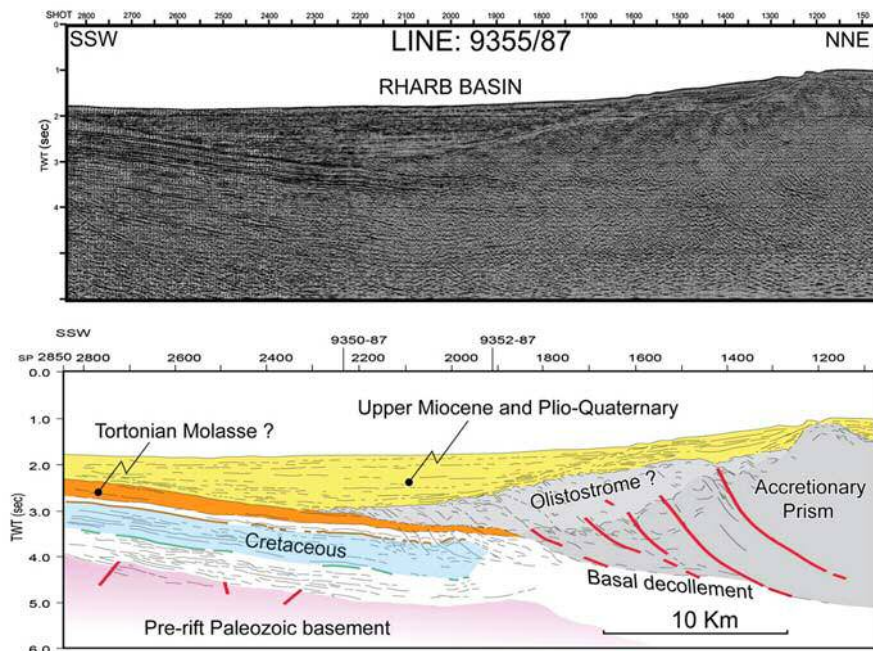 SHOT 2800 2700 2600 2500 2400 2300 2200 2100 2000 1900 1800 1700 1600 1500 1400 1300 1200 150
0
SSW LINE: 9355/87 NNE
RHARB BASIN
1
2
3
4
TWT (sec)
SSW
9350-87 9352-87
SP 2850 2800 2600 2400 2200 2000 1800 1600 1400 1200
0.0
1.0
2.0
3.0
4.0
5.0
6.0
TWT (sec)
Upper Miocene and Plio-Quaternary
Tortonian Molasse ?
Olistostrome ?
Accretionary
Prism
Cretaceous
Basal decollement
10 Km
Pre-rift Paleozoic basement